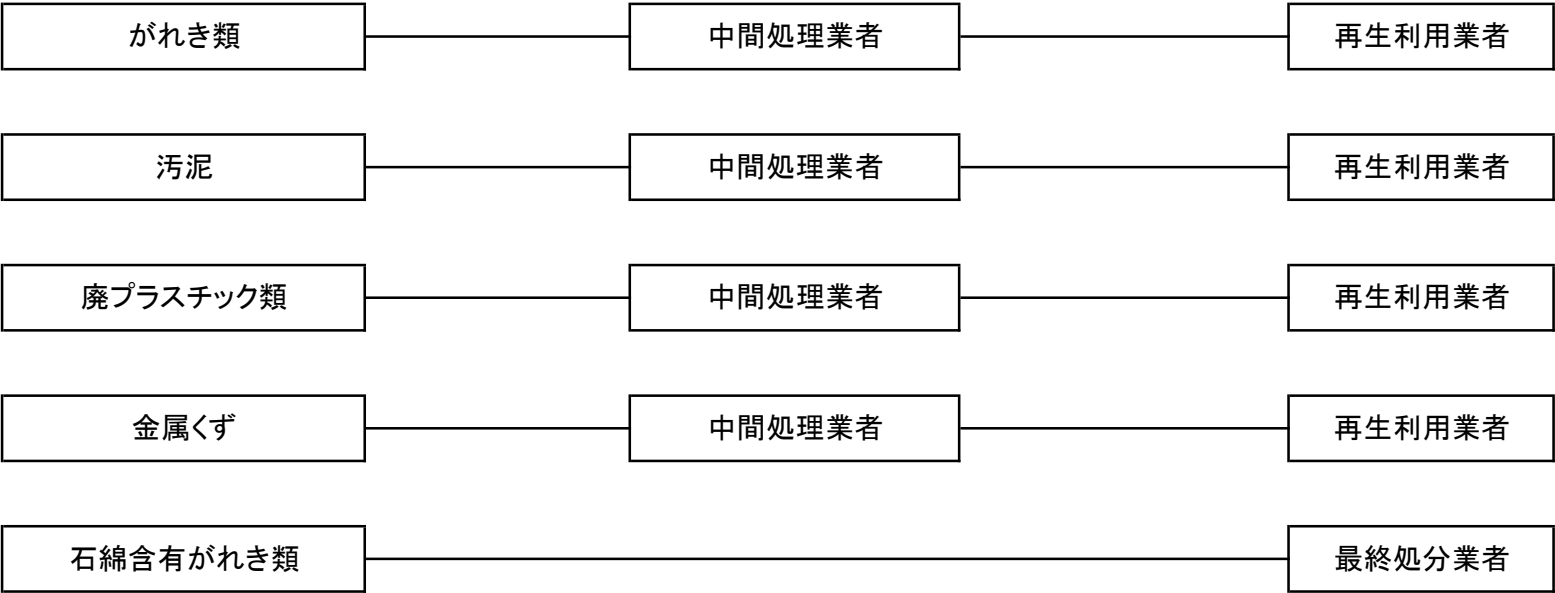 がれき類 中間処理業者 再生利用業者
汚泥 中間処理業者 再生利用業者
廃プラスチック類 中間処理業者 再生利用業者
金属くず 中間処理業者 再生利用業者
石綿含有がれき類 最終処分業者